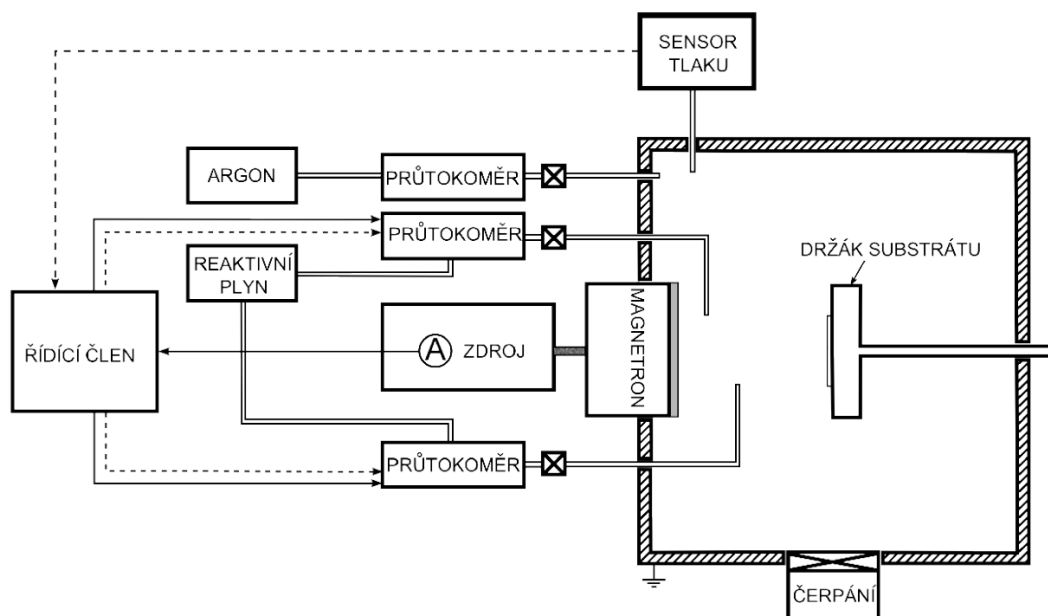 SENSOR
TLAKU
ARGON
PRŮTOKOMĚR
PRŮTOKOMĚR
REAKTIVNÍ
PLYN
DRŽÁK SUBSTRÁTU
MAGNETRON
ŘÍDÍCÍ ČLEN
A ZDROJ
PRŮTOKOMĚR
ČERPÁNÍ